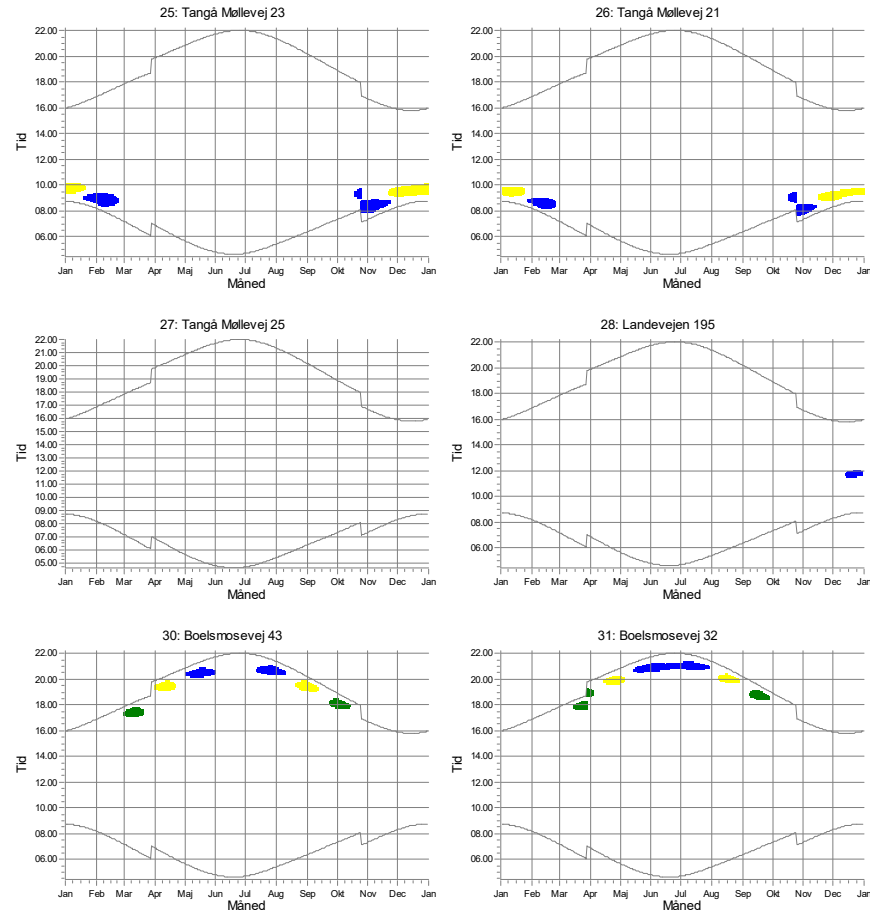 25: Tangå Møllevej 23
22.00
20.00
18.00
16.00
14.00
12.00
10.00
08.00
06.00
Tid
Jan Feb Mar Apr Maj Jun Jul Aug Sep Okt Nov Dec Jan
Måned
26: Tangå Møllevej 21
22.00
20.00
18.00
16.00
14.00
12.00
10.00
08.00
06.00
Tid
Jan Feb Mar Apr Maj Jun Jul Aug Sep Okt Nov Dec Jan
Måned
27: Tangå Møllevej 25
22.00
21.00
20.00
19.00
18.00
17.00
16.00
15.00
14.00
13.00
12.00
11.00
10.00
09.00
08.00
07.00
06.00
05.00
Tid
Jan Feb Mar Apr Maj Jun Jul Aug Sep Okt Nov Dec Jan
Måned
28: Landevejen 195
22.00
20.00
18.00
16.00
14.00
12.00
10.00
08.00
06.00
Tid
Jan Feb Mar Apr Maj Jun Jul Aug Sep Okt Nov Dec Jan
Måned
30: Boelsmosevej 43
22.00
20.00
18.00
16.00
14.00
12.00
10.00
08.00
06.00
Tid
Jan Feb Mar Apr Maj Jun Jul Aug Sep Okt Nov Dec Jan
Måned
31: Boelsmosevej 32
22.00
20.00
18.00
16.00
14.00
12.00
10.00
08.00
06.00
Tid
Jan Feb Mar Apr Maj Jun Jul Aug Sep Okt Nov Dec Jan
Måned